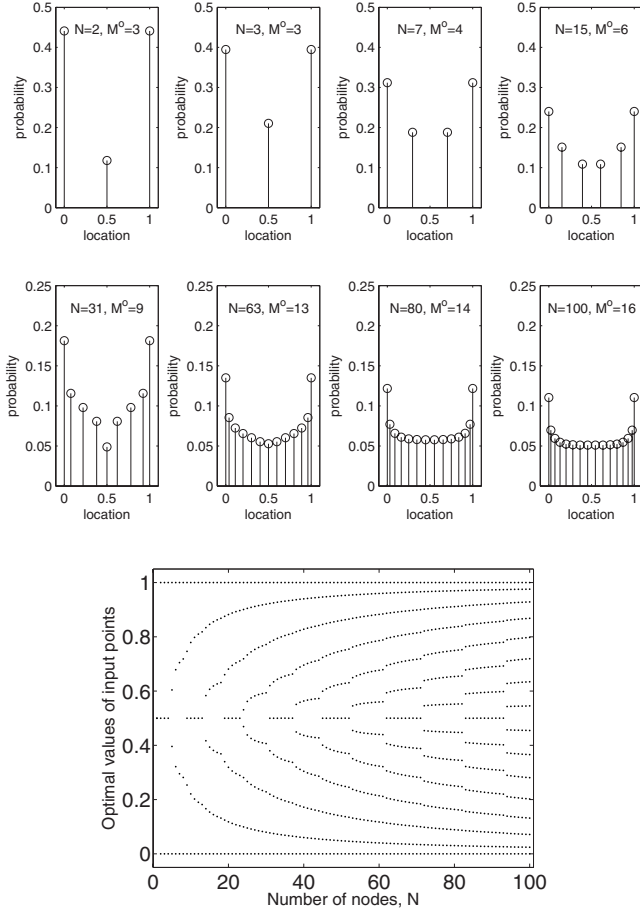 0.5
0.4
0.3
0.2
0.1
0
probability
N=2, M°=3
0 0.5 1
location
0.5
0.4
0.3
0.2
0.1
0
probability
N=3, M°=3
0 0.5 1
location
0.5
0.4
0.3
0.2
0.1
0
probability
N=7, M°=4
0 0.5 1
location
0.5
0.4
0.3
0.2
0.1
0
probability
N=15, M°=6
0 0.5 1
location
0.25
0.2
0.15
0.1
0.05
0
probability
N=31, M°=9
0 0.5 1
location
0.25
0.2
0.15
0.1
0.05
0
probability
N=63, M°=13
0 0.5 1
location
0.25
0.2
0.15
0.1
0.05
0
probability
N=80, M°=14
0 0.5 1
location
0.25
0.2
0.15
0.1
0.05
0
probability
N=100, M°=16
0 0.5 1
location
1
0.8
0.6
0.4
0.2
0
Optimal values of input points
0 20 40 60 80 100
Number of nodes, N